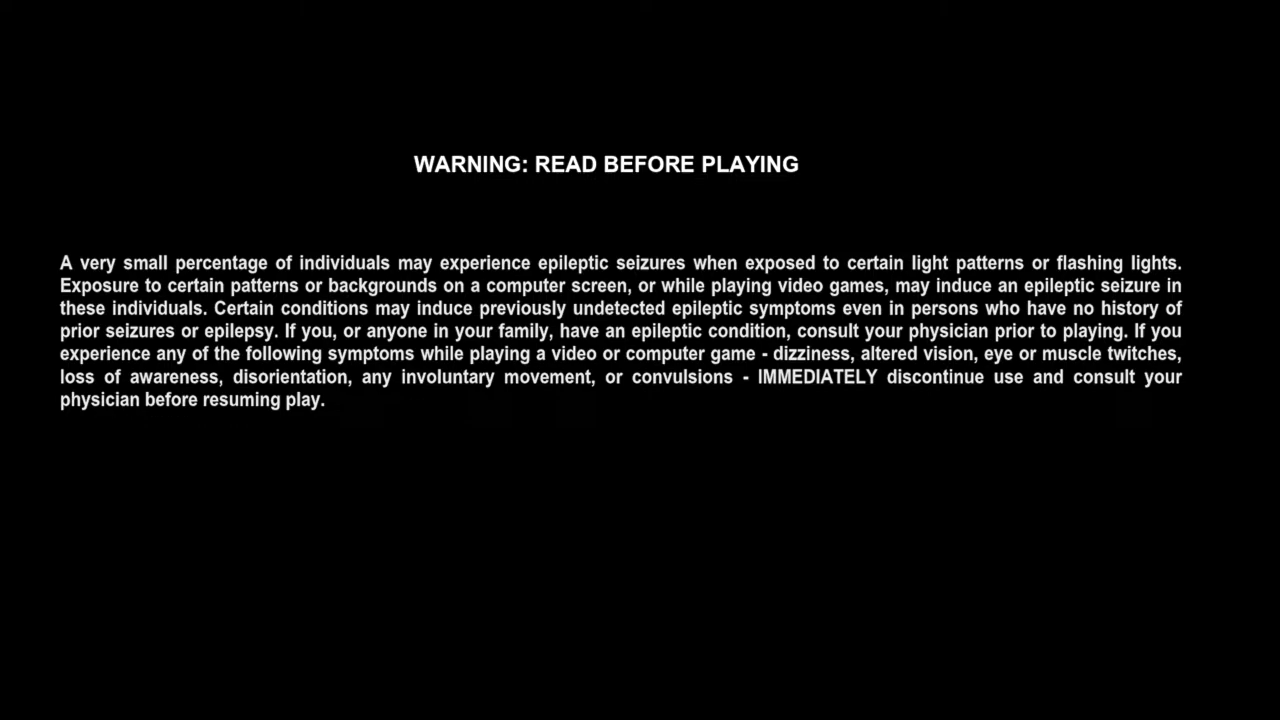 WARNING: READ BEFORE PLAYING
A very small percentage of individuals may experience epileptic seizures when exposed to certain light patterns or flashing lights.
Exposure to certain patterns or backgrounds on a computer screen, or while playing video games, may induce an epileptic seizure in
these individuals. Certain conditions may induce previously undetected epileptic symptoms even in persons who have no history of
prior seizures or epilepsy. If you, or anyone in your family, have an epileptic condition, consult your physician prior to playing. If you
experience any of the following symptoms while playing a video or computer game - dizziness, altered vision, eye or muscle twitches,
loss of awareness, disorientation, any involuntary movement, or convulsions - IMMEDIATELY discontinue use and consult your
physician before resuming play.